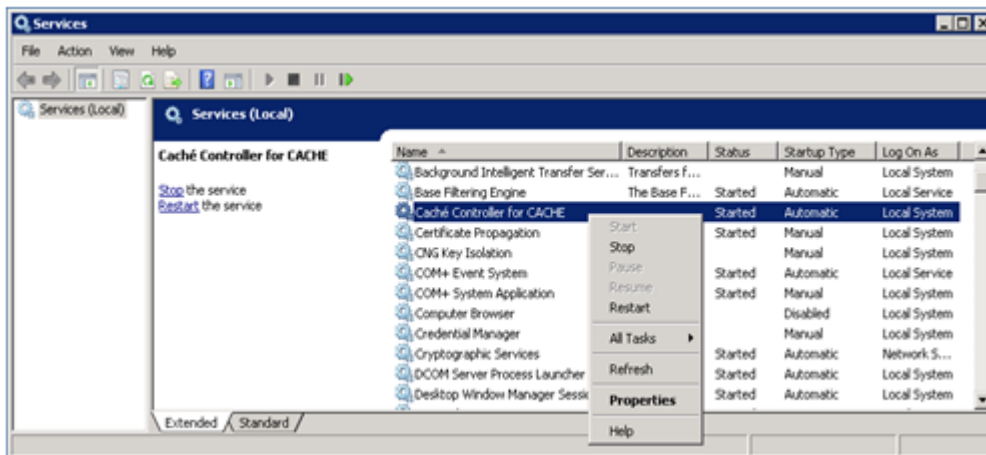 Services
File Action View Help
Services (Local)
Services (Local)
Caché Controller for CACHE
Stop the service
Restart the service
Name Description Status Startup Type Log On As
Background Intelligent Transfer Ser... Transfers f... Manual Local System
Base Filtering Engine The Base F... Started Automatic Local Service
Caché Controller for CACHE Started Automatic Local System
Certificate Propagation Started Manual Local System
CNG Key Isolation Manual Local System
COM+ Event System Started Automatic Local Service
COM+ System Application Started Manual Local System
Computer Browser Disabled Local System
Credential Manager Manual Local System
Cryptographic Services Started Automatic Network S...
DCOM Server Process Launcher Started Automatic Local System
Desktop Window Manager Sessi Started Automatic Local System
Start
Stop
Pause
Resume
Restart
All Tasks
Refresh
Properties
Help
Extended Standard